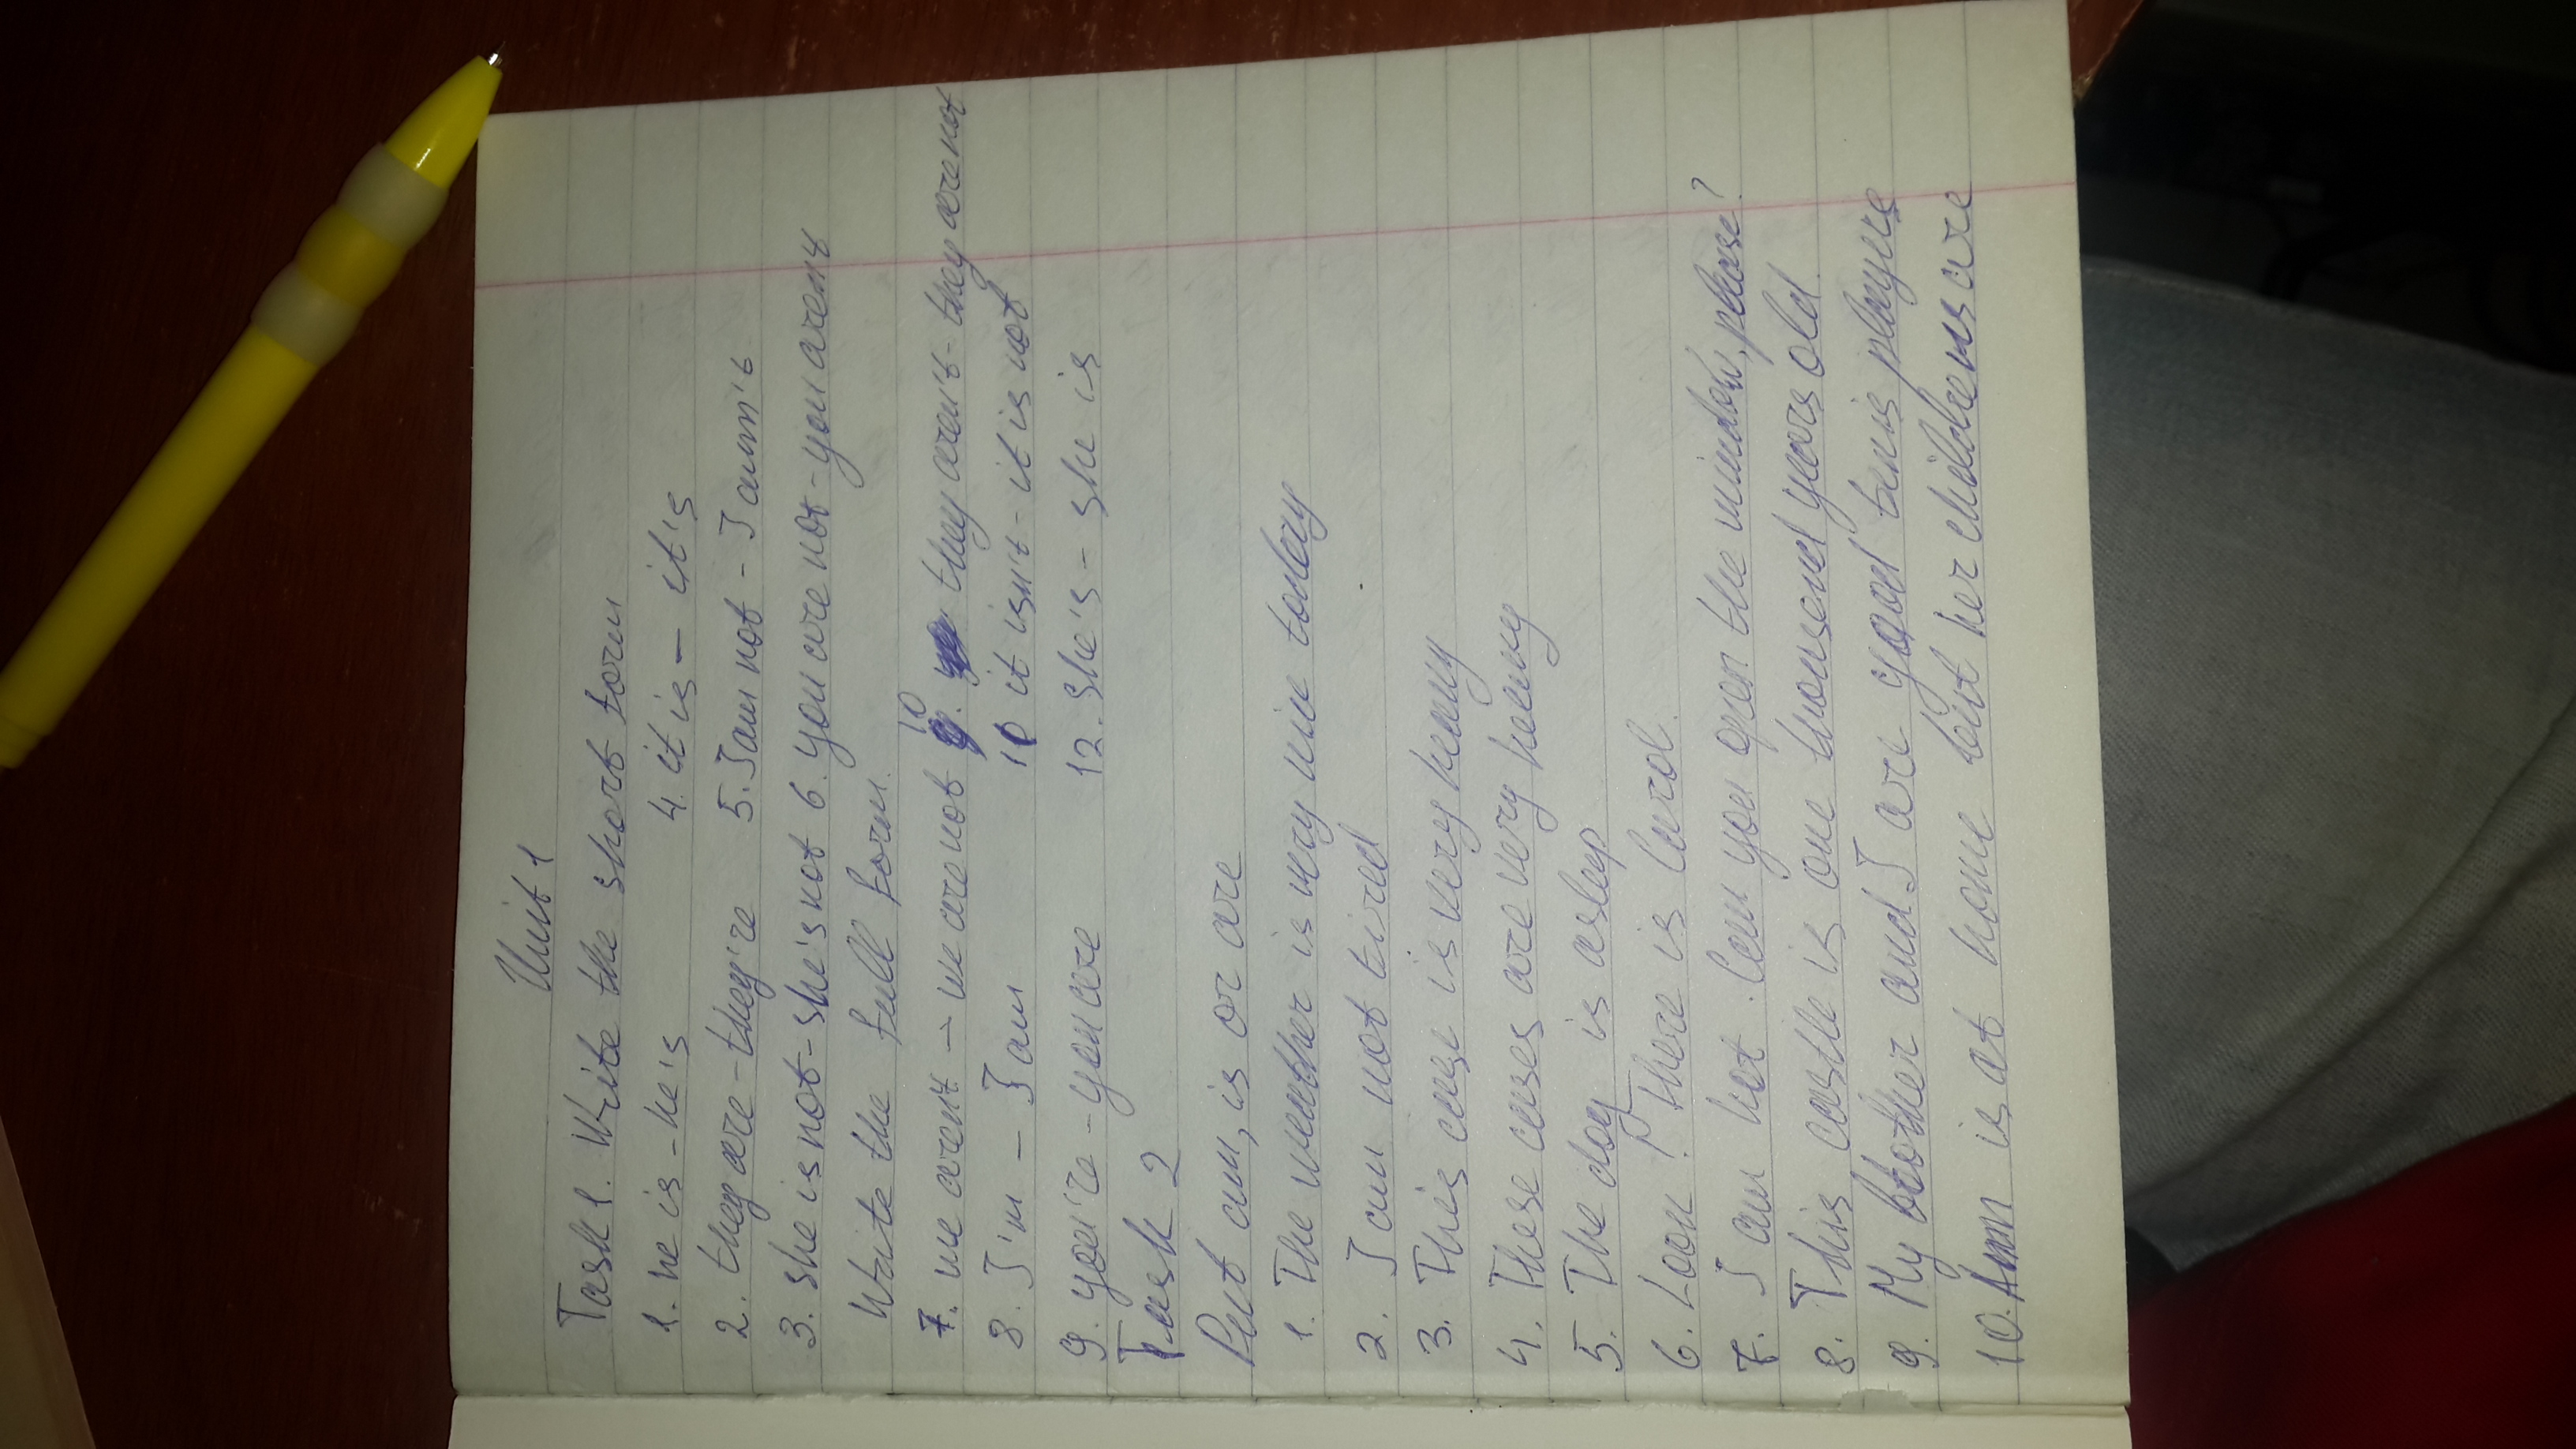 Unit 1
Task 1. Write the short form
1. he is - he's 4. it is - it's
2. they are - they're 5. I am not - I amn't
3. she is not - she's not 6. you are not - you aren't
Write the full form.
7. we aren't - we are not 10. they aren't - they are not
8. I'm - I am 11 it isn't - it is not
9. you're - you are 12. she's - she is
Task 2
Put am, is or are
1. The weather is very nice today
2. I am not tired
3. This case is very heavy
4. These cases are very heavy
5. The dog is asleep
6. Look! There is Carol.
7. I am hot. Can you open the window, please?
8. This castle is one thousend years old.
9. My brother and I are good tenis players
10. Ann is at home but her childrens are